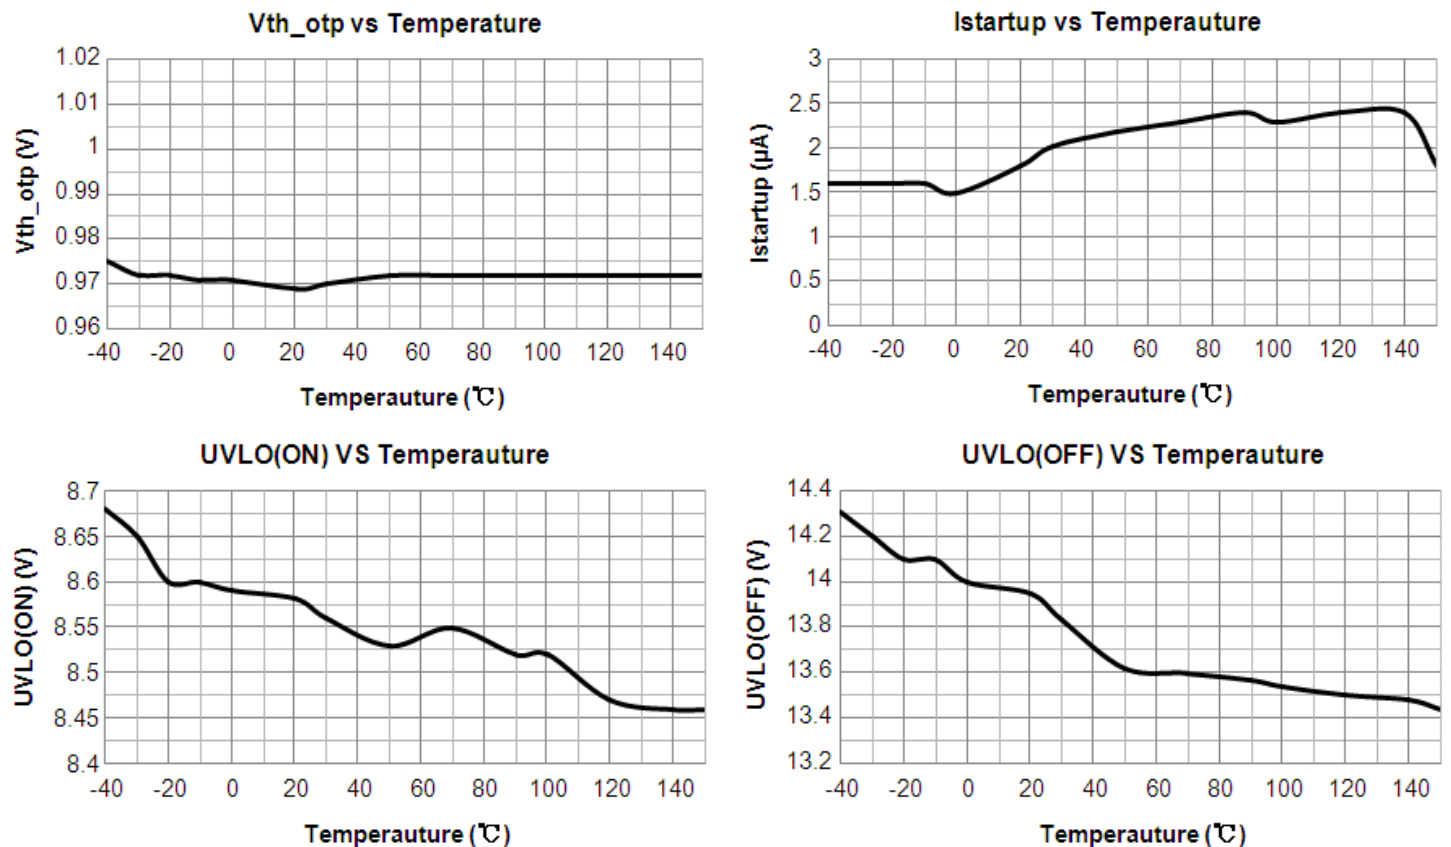 Vth_otp vs Temperature
1.02
1.01
1
0.99
0.98
0.97
0.96
Vth_otp (V)
-40 -20 0 20 40 60 80 100 120 140
Temperauture (℃)
Istartup vs Temperauture
3
2.5
2
1.5
1
0.5
0
Istartup (µA)
-40 -20 0 20 40 60 80 100 120 140
Temperauture (℃)
UVLO(ON) VS Temperauture
8.7
8.65
8.6
8.55
8.5
8.45
8.4
UVLO(ON) (V)
-40 -20 0 20 40 60 80 100 120 140
Temperauture (℃)
UVLO(OFF) VS Temperauture
14.4
14.2
14
13.8
13.6
13.4
13.2
UVLO(OFF) (V)
-40 -20 0 20 40 60 80 100 120 140
Temperauture (℃)